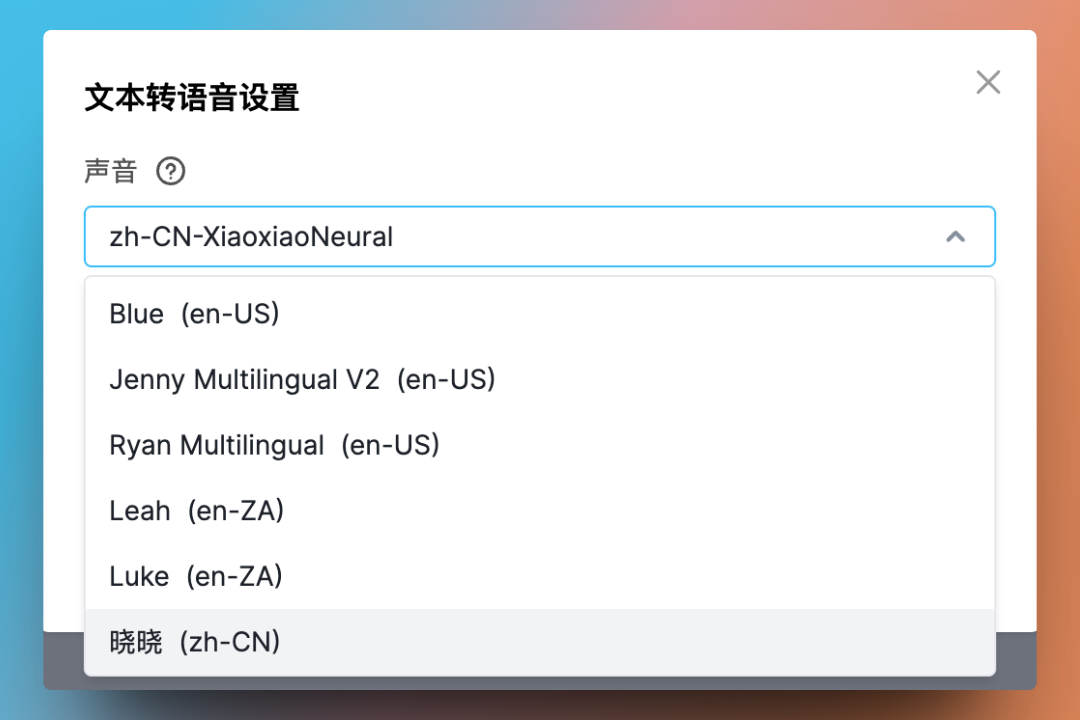 文本转语音设置
声音 ?
zh-CN-XiaoxiaoNeural
Blue (en-US)
Jenny Multilingual V2 (en-US)
Ryan Multilingual (en-US)
Leah (en-ZA)
Luke (en-ZA)
晓晓 (zh-CN)